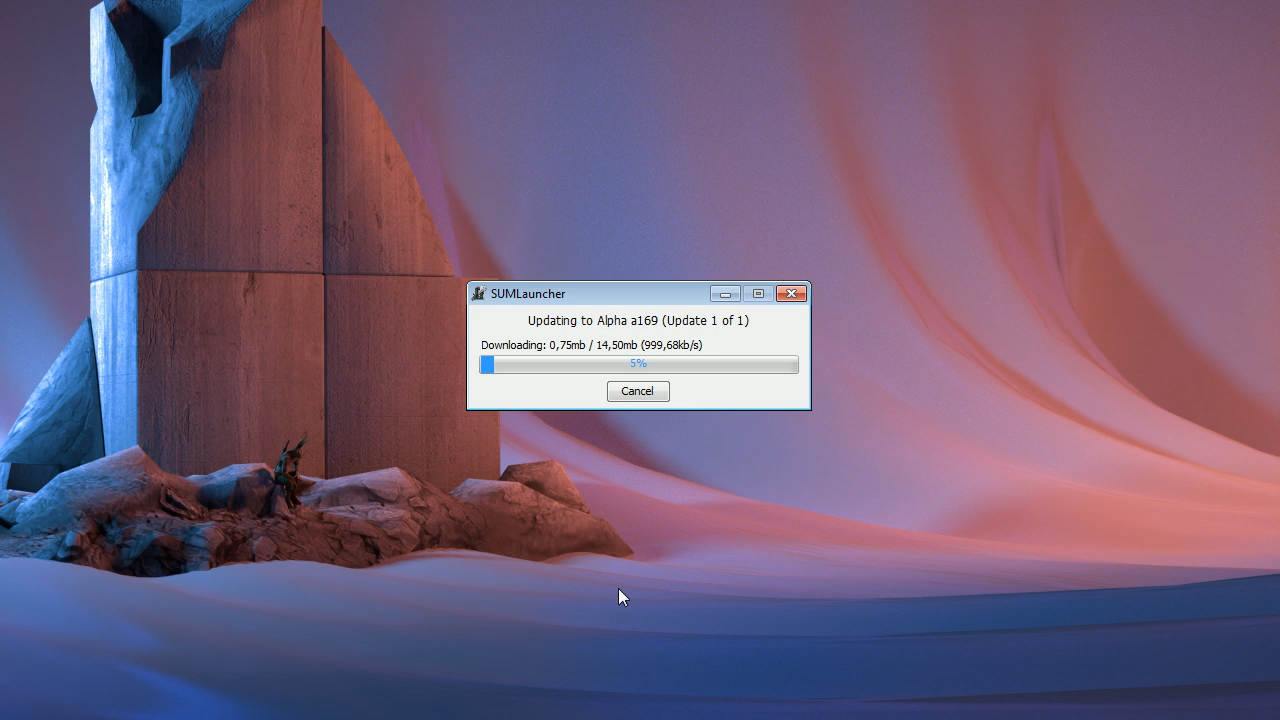 SUMLauncher
Updating to Alpha a169 (Update 1 of 1)
Downloading: 0,75mb / 14,50mb (999,68kb/s)
5%
Cancel